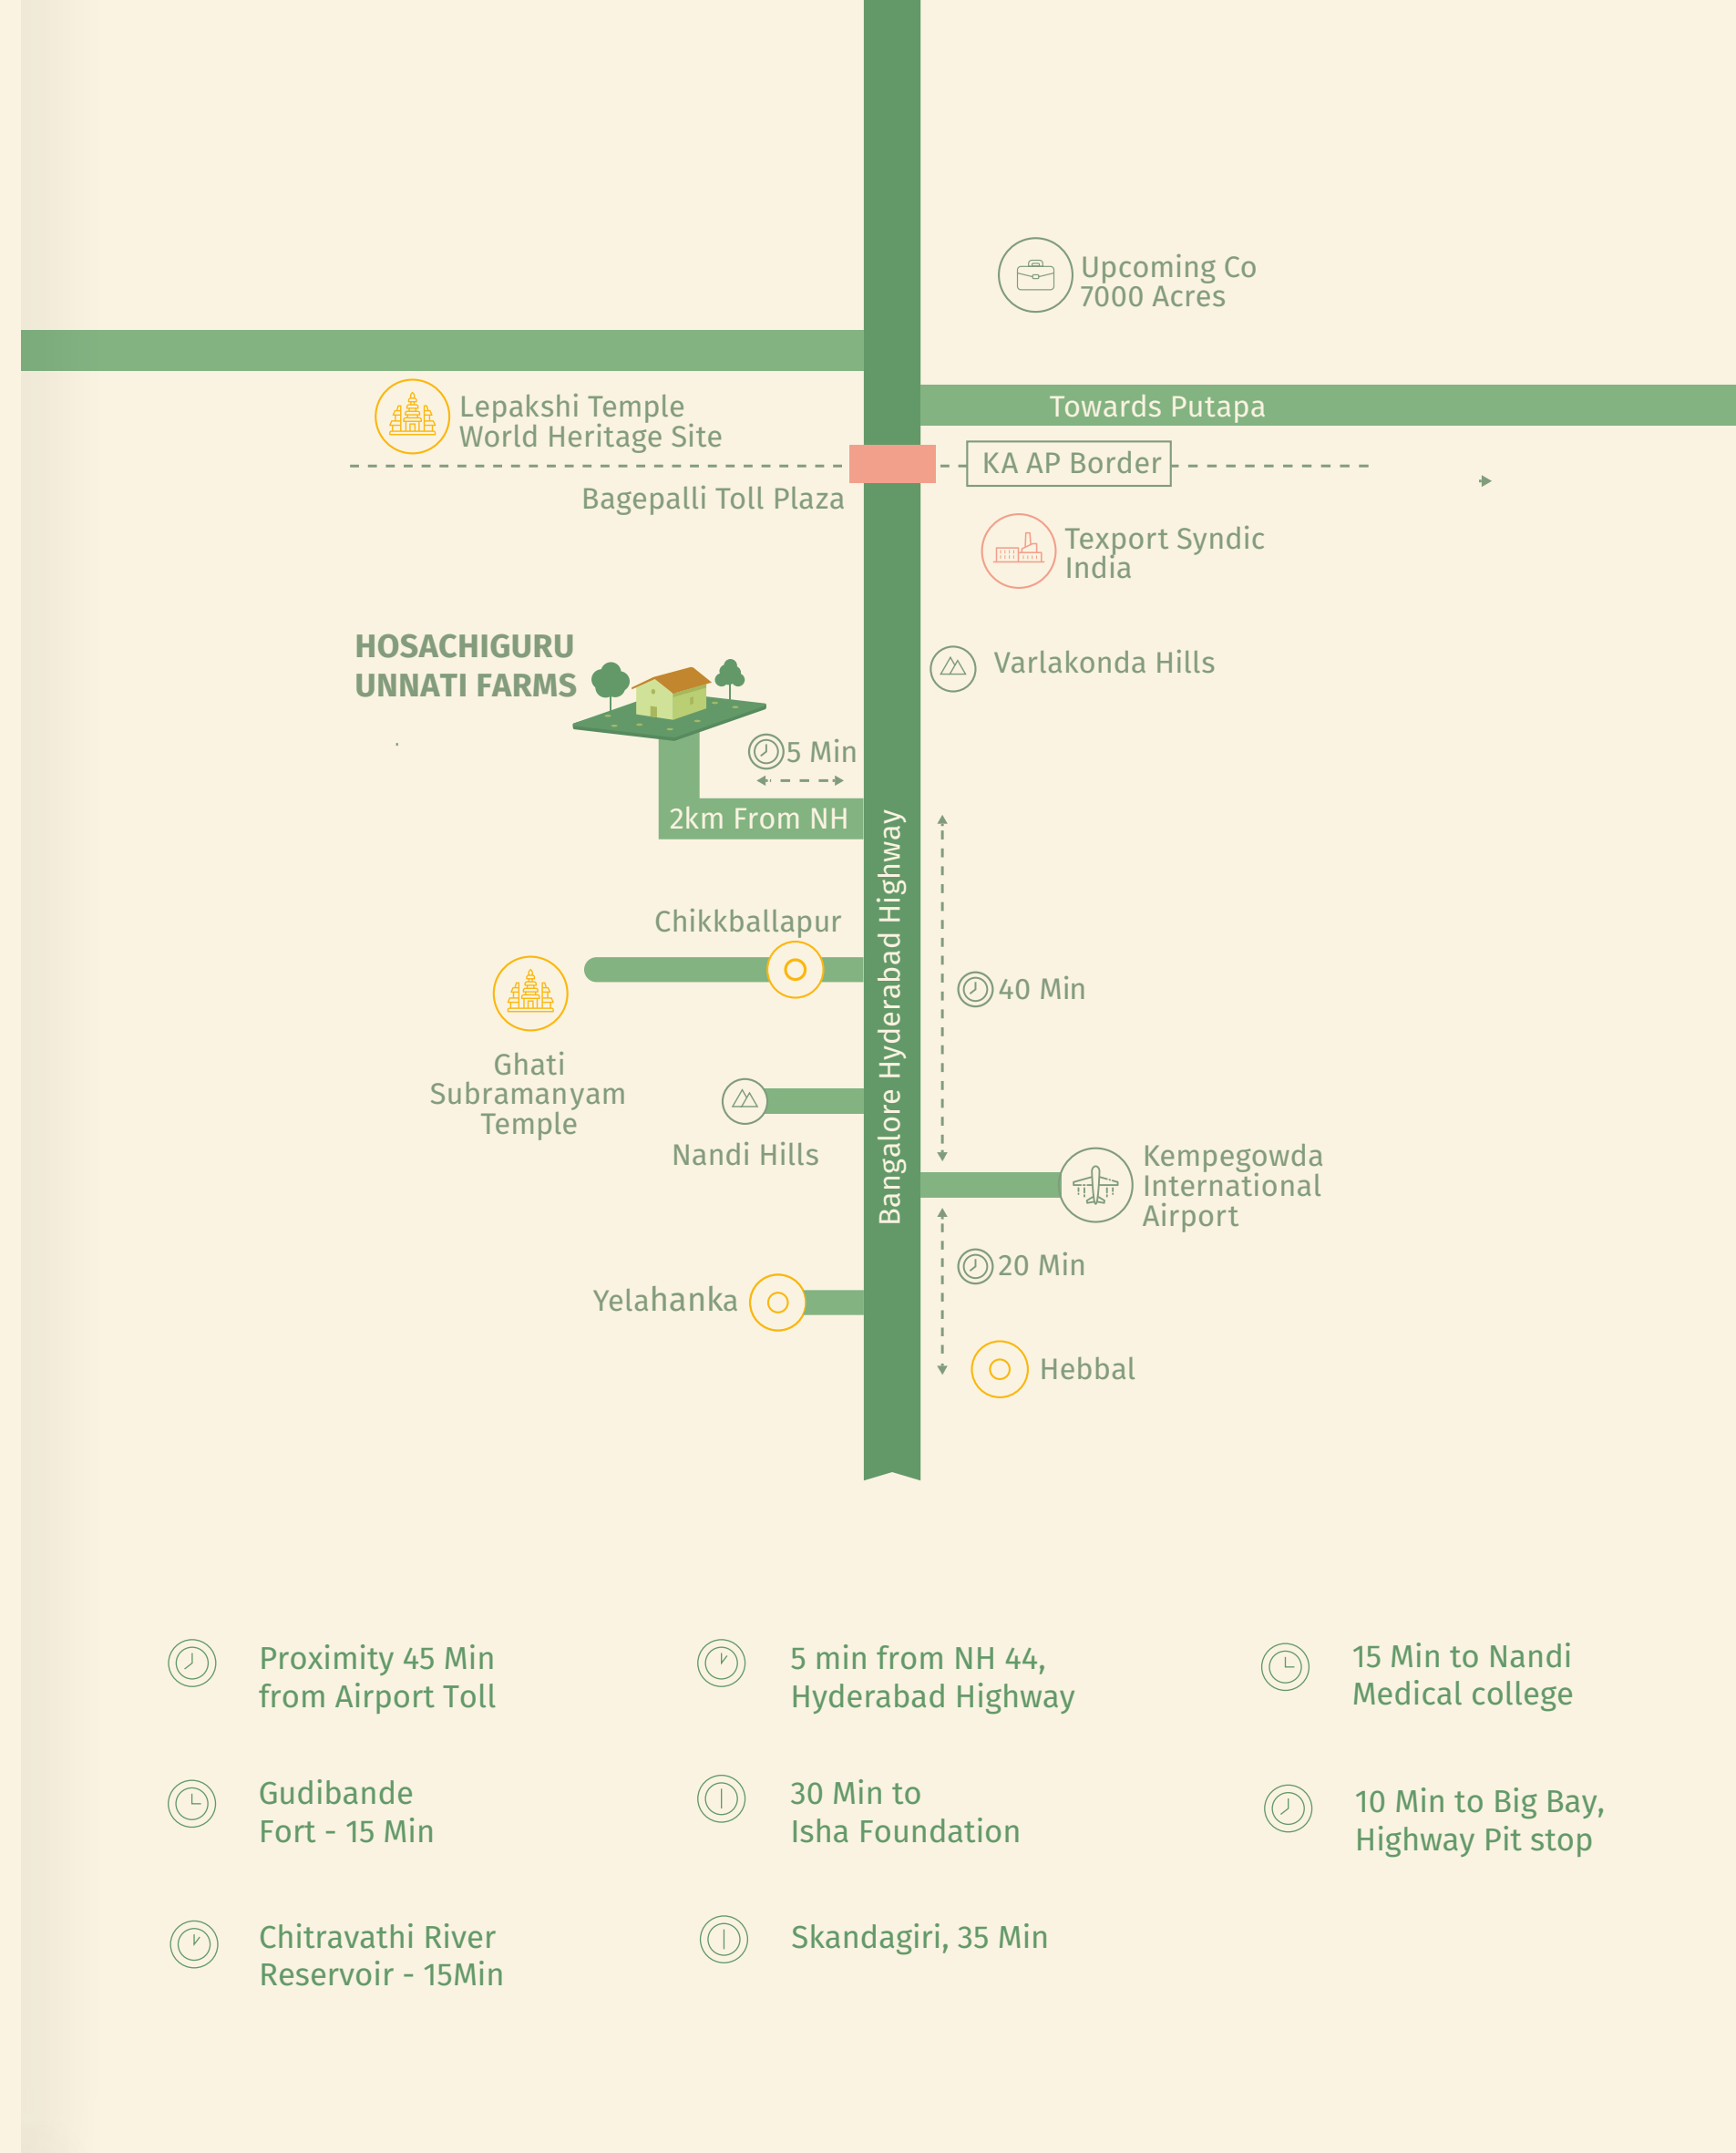 Upcoming Co
7000 Acres
Towards Putapa
Lepakshi Temple
World Heritage Site
KA AP Border
Bagepalli Toll Plaza
Texport Syndic
India
HOSACHIGURU
UNNATI FARMS
Varlakonda Hills
5 Min
2km From NH
Bangalore Hyderabad Highway
Chikkballapur
40 Min
Ghati
Subramanyam
Temple
Nandi Hills
Kempegowda
International
Airport
20 Min
Yelahanka
Hebbal
Proximity 45 Min
from Airport Toll
5 min from NH 44,
Hyderabad Highway
15 Min to Nandi
Medical college
Gudibande
Fort - 15 Min
30 Min to
Isha Foundation
10 Min to Big Bay,
Highway Pit stop
Chitravathi River
Reservoir - 15Min
Skandagiri, 35 Min